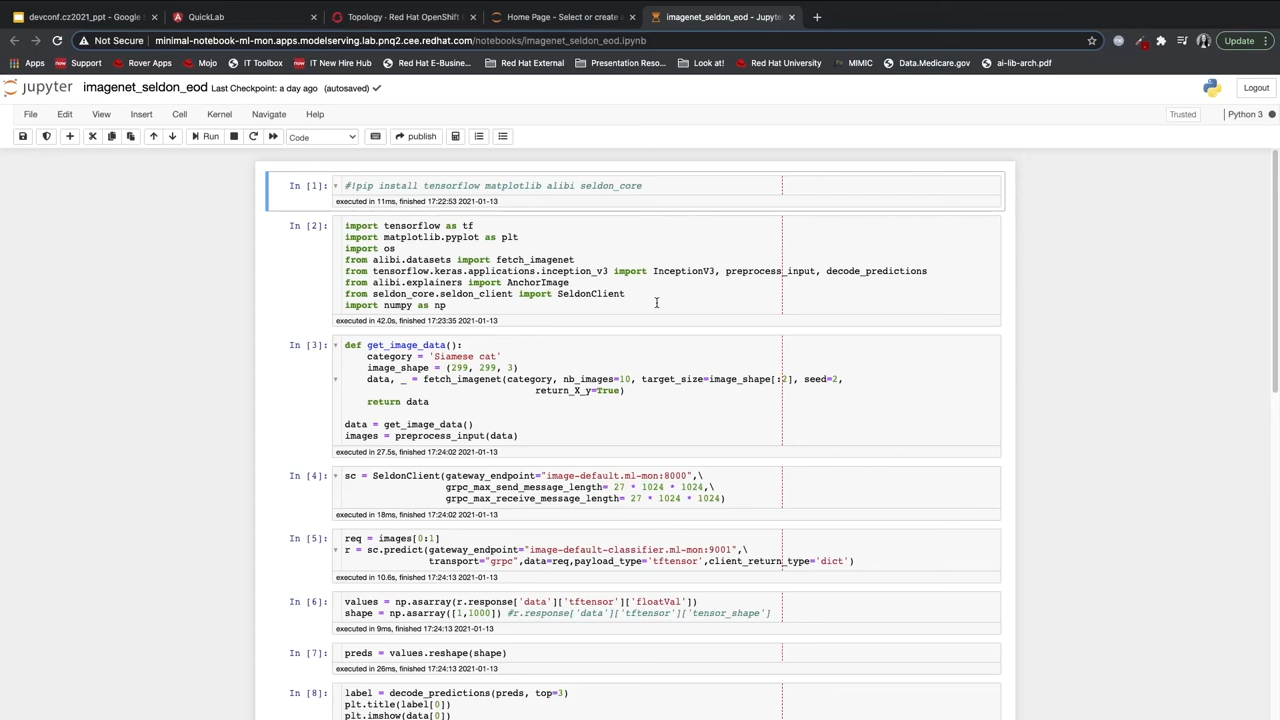 devconf.cz2021_ppt - Google S
QuickLab
Topology · Red Hat OpenShift C
Home Page - Select or create a
imagenet_seldon_eod - Jupyte
Not Secure minimal-notebook-ml-mon.apps.modelserving.lab.pnq2.cee.redhat.com/notebooks/imagenet_seldon_eod.ipynb
Update
Apps Support Rover Apps Mojo IT Toolbox IT New Hire Hub Red Hat E-Busine... Red Hat External Presentation Reso... Look at! Red Hat University MIMIC Data.Medicare.gov ai-lib-arch.pdf
jupyter imagenet_seldon_eod Last Checkpoint: a day ago (autosaved) Logout
File Edit View Insert Cell Kernel Help Trusted Python 3
Run Code publish
In [1]: #!pip install tensorflow matplotlib alibi seldon_core
executed in 11ms, finished 17:22:53 2021-01-13
In [2]: import tensorflow as tf
import matplotlib.pyplot as plt
import os
from alibi.datasets import fetch_imagenet
from tensorflow.keras.applications.inception_v3 import InceptionV3, preprocess_input, decode_predictions
from alibi.explainers import AnchorImage
from seldon_core.seldon_client import SeldonClient
import numpy as np
executed in 42.0s, finished 17:23:35 2021-01-13
In [3]: def get_image_data():
category = 'Siamese cat'
image_shape = (299, 299, 3)
data, _ = fetch_imagenet(category, nb_images=10, target_size=image_shape[:2], seed=2,
return_X_y=True)
return data
data = get_image_data()
images = preprocess_input(data)
executed in 27.5s, finished 17:24:02 2021-01-13
In [4]: sc = SeldonClient(gateway_endpoint="image-default.ml-mon:8000",\
grpc_max_send_message_length= 27 * 1024 * 1024,\
grpc_max_receive_message_length= 27 * 1024 * 1024)
executed in 18ms, finished 17:24:02 2021-01-13
In [5]: req = images[0:1]
r = sc.predict(gateway_endpoint="image-default-classifier.ml-mon:9001",\
transport="grpc",data=req,payload_type='tftensor',client_return_type='dict')
executed in 10.6s, finished 17:24:13 2021-01-13
In [6]: values = np.asarray(r.response['data']['tftensor']['floatVal'])
shape = np.asarray([1,1000]) #r.response['data']['tftensor']['tensor_shape']
executed in 9ms, finished 17:24:13 2021-01-13
In [7]: preds = values.reshape(shape)
executed in 26ms, finished 17:24:13 2021-01-13
In [8]: label = decode_predictions(preds, top=3)
plt.title(label[0])
plt.imshow(data[0])